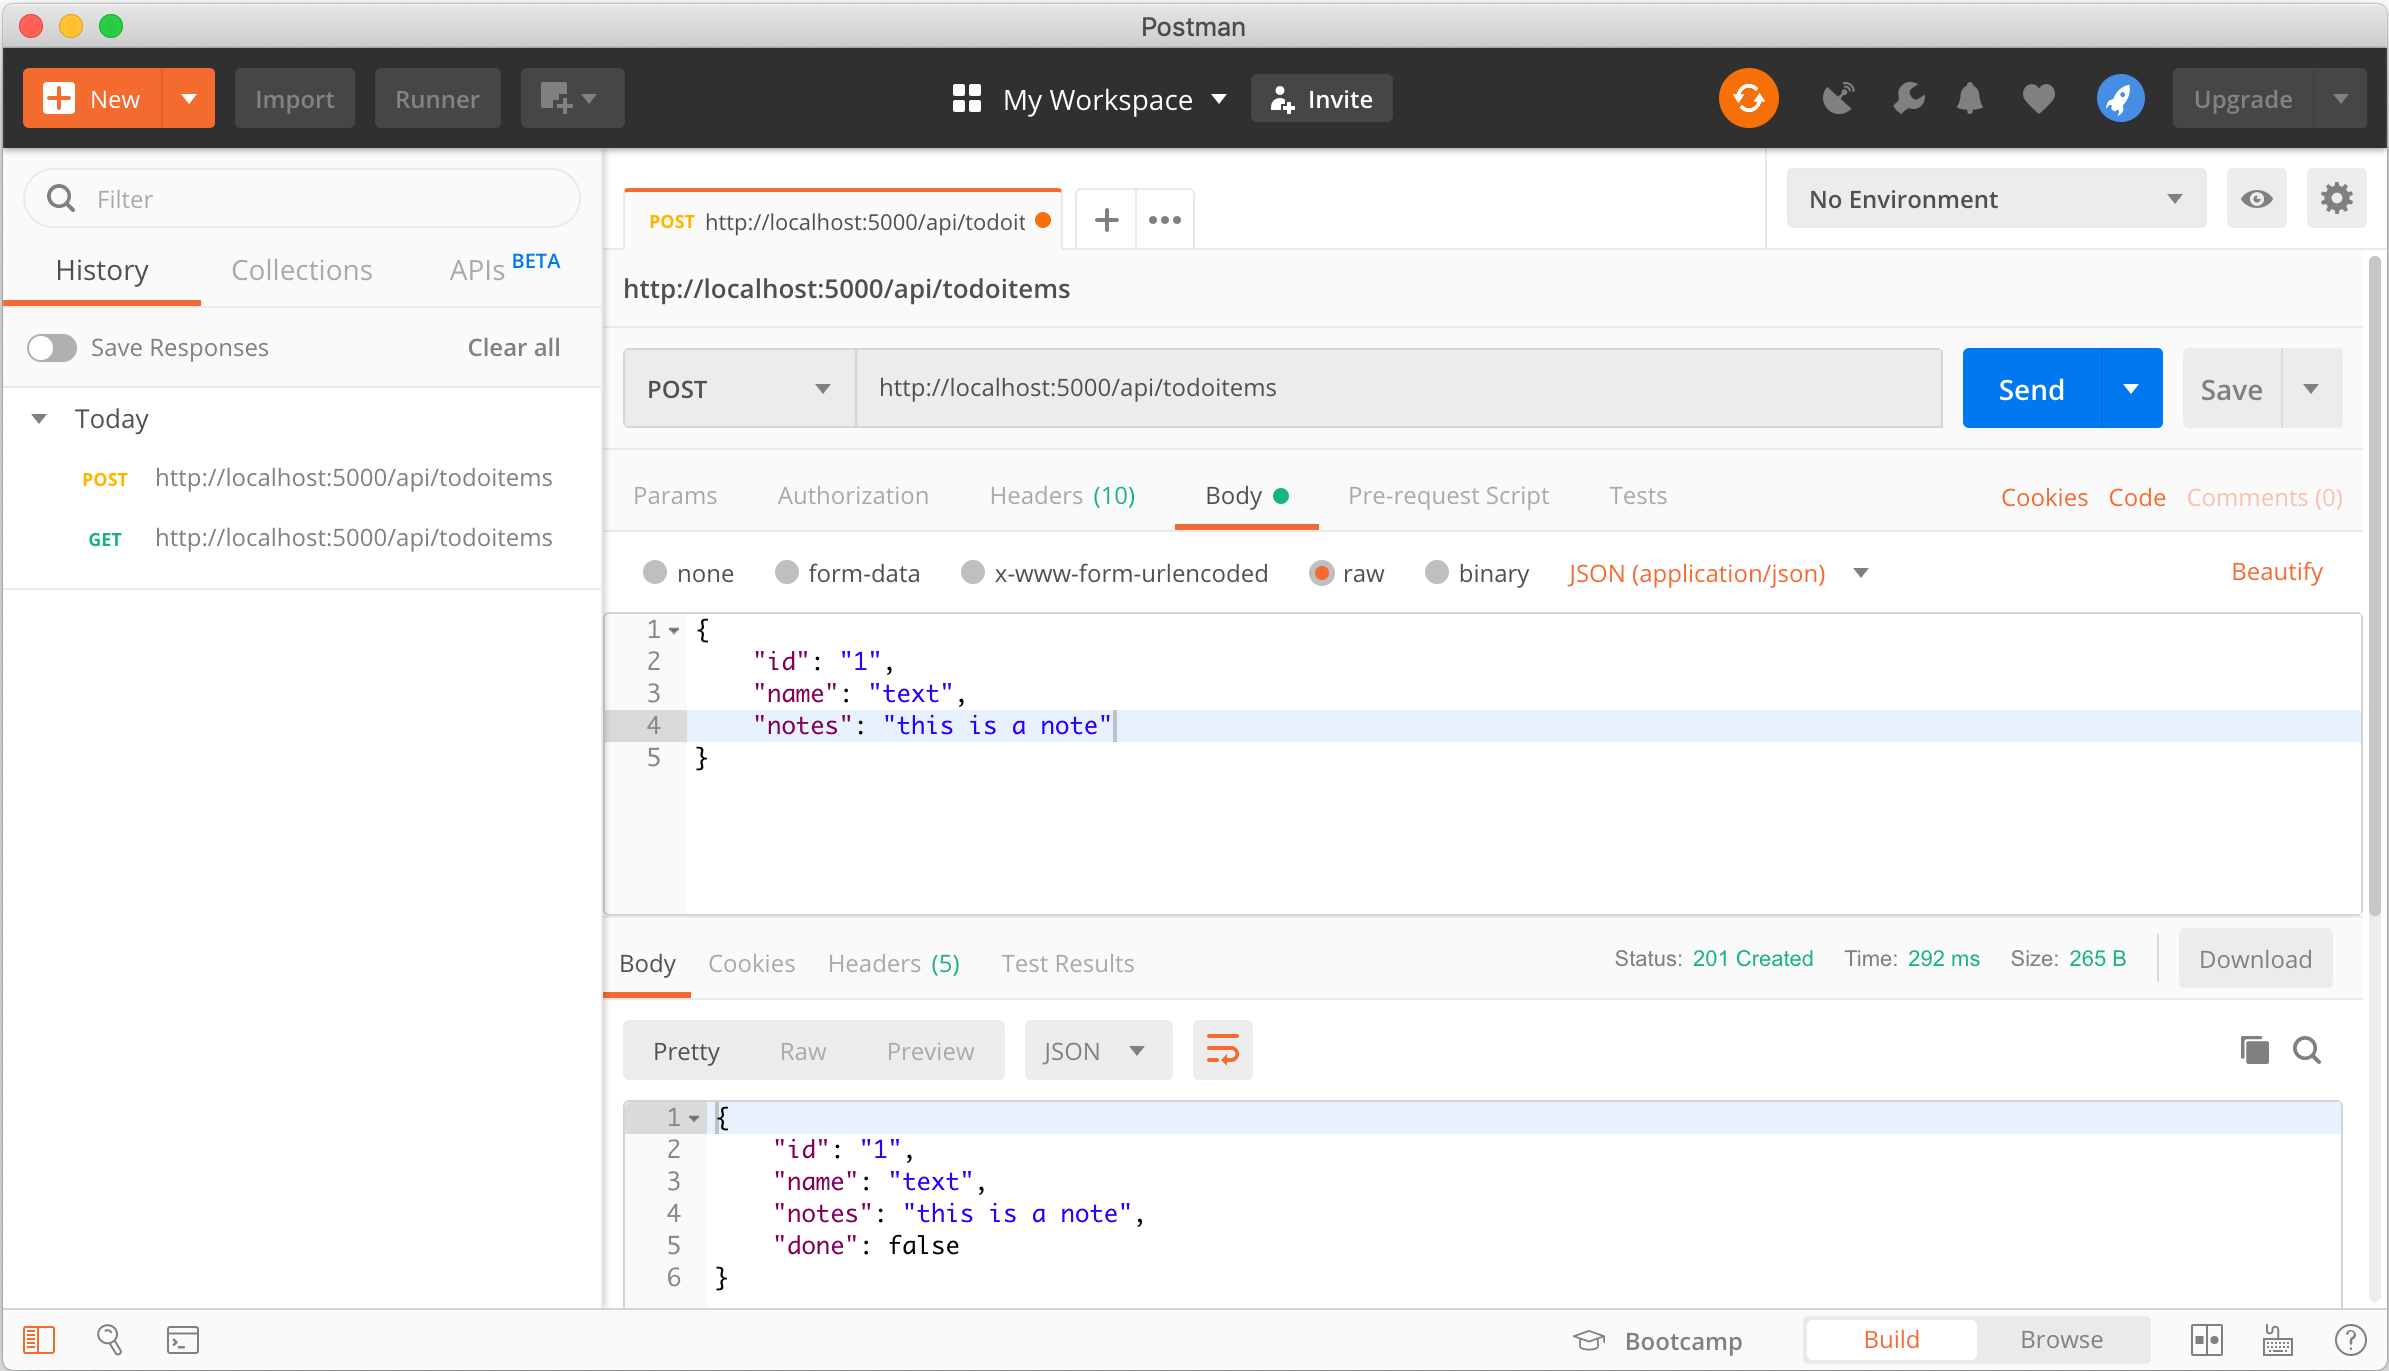 Postman
New
Import
Runner
My Workspace
Invite
Upgrade
Filter
History
Collections
APIs BETA
Save Responses
Clear all
Today
POST http://localhost:5000/api/todoitems
GET http://localhost:5000/api/todoitems
POST http://localhost:5000/api/todoit
No Environment
http://localhost:5000/api/todoitems
POST
http://localhost:5000/api/todoitems
Send
Save
Params
Authorization
Headers (10)
Body
Pre-request Script
Tests
Cookies
Code
Comments (0)
none
form-data
x-www-form-urlencoded
raw
binary
JSON (application/json)
Beautify
1 {
2 "id": "1",
3 "name": "text",
4 "notes": "this is a note"
5 }
Body
Cookies
Headers (5)
Test Results
Status: 201 Created
Time: 292 ms
Size: 265 B
Download
Pretty
Raw
Preview
JSON
1 {
2 "id": "1",
3 "name": "text",
4 "notes": "this is a note",
5 "done": false
6 }
Bootcamp
Build
Browse